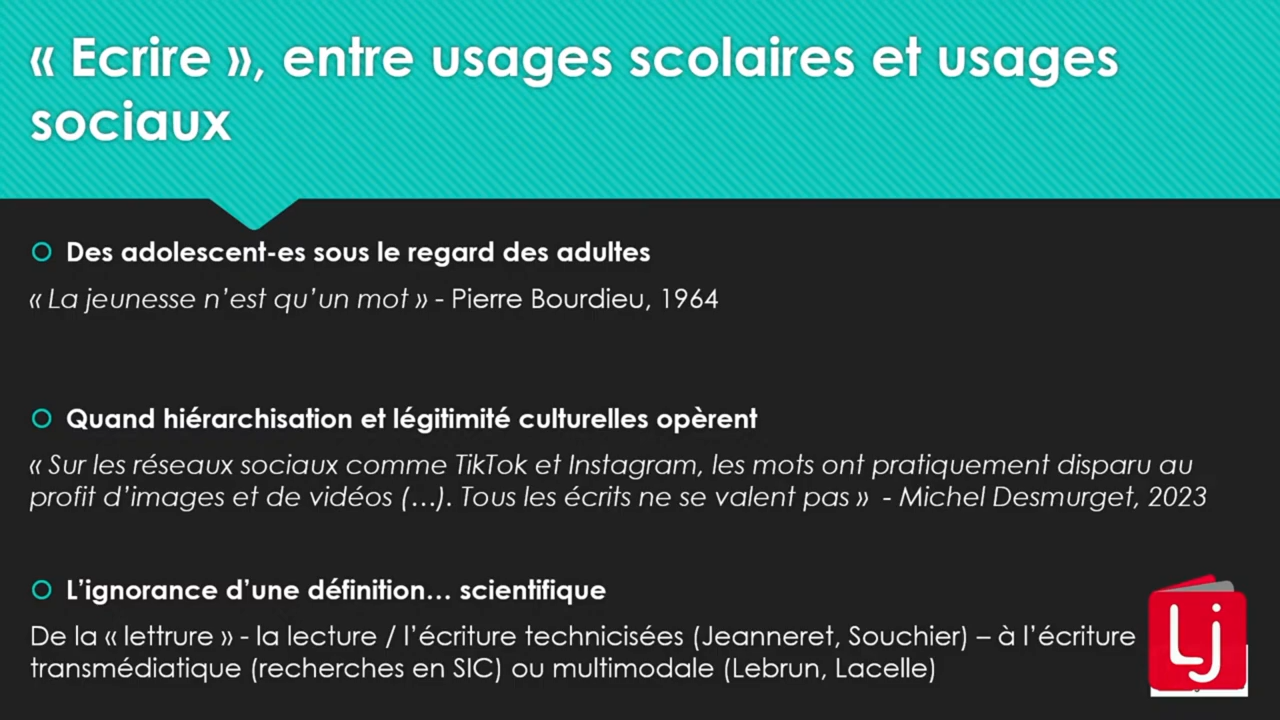 « Ecrire », entre usages scolaires et usages
sociaux
Des adolescent-es sous le regard des adultes
« La jeunesse n’est qu’un mot » - Pierre Bourdieu, 1964
Quand hiérarchisation et légitimité culturelles opèrent
« Sur les réseaux sociaux comme TikTok et Instagram, les mots ont pratiquement disparu au
profit d’images et de vidéos (…). Tous les écrits ne se valent pas » - Michel Desmurget, 2023
L’ignorance d’une définition… scientifique
De la « lettrure » - la lecture / l’écriture technicisées (Jeanneret, Souchier) – à l’écriture
transmédiatique (recherches en SIC) ou multimodale (Lebrun, Lacelle)
Lj